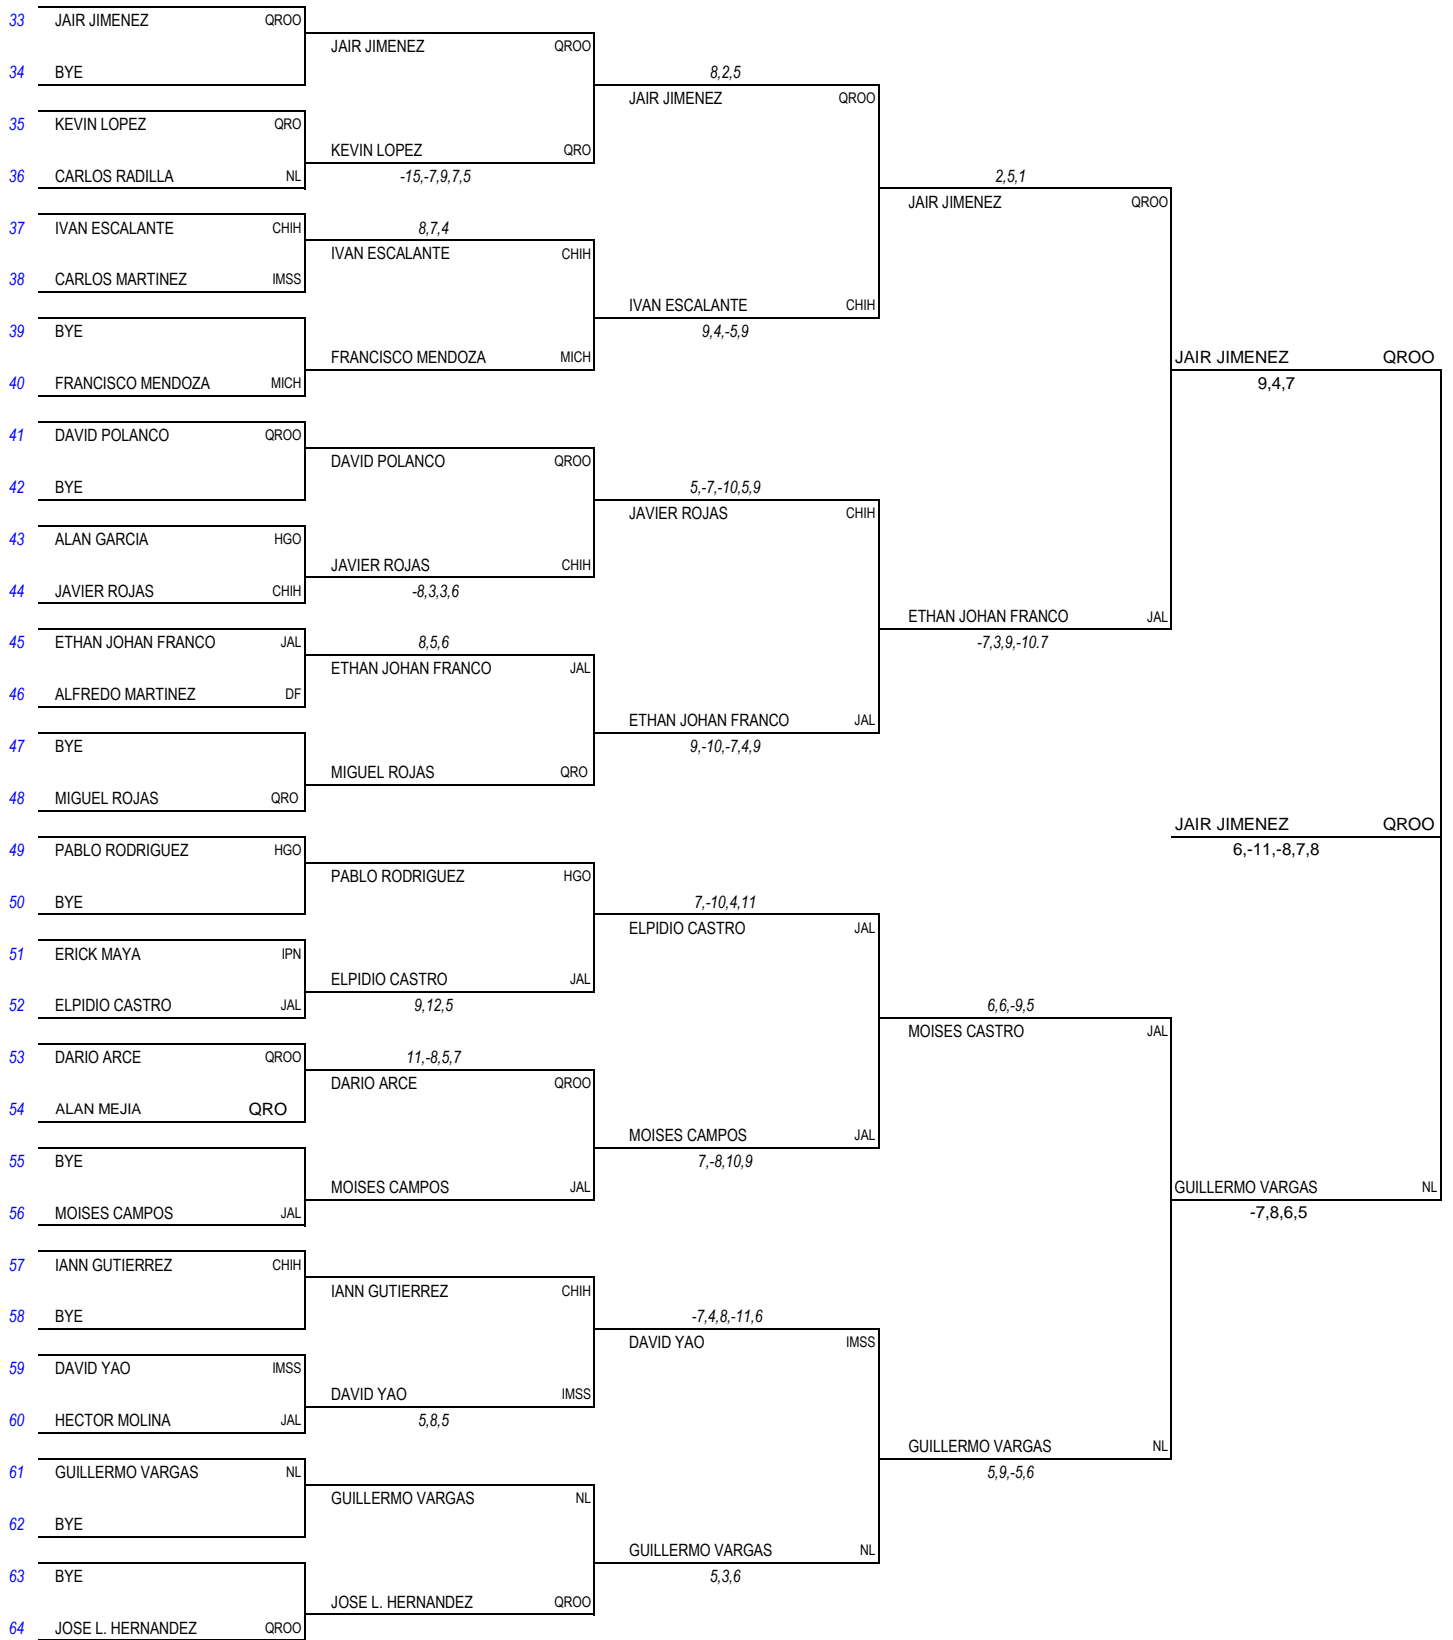 33 JAIR JIMENEZ QROO
JAIR JIMENEZ QROO
34 BYE 8,2,5
JAIR JIMENEZ QROO
35 KEVIN LOPEZ QRO
KEVIN LOPEZ QRO
36 CARLOS RADILLA NL -15,-7,9,7,5 2,5,1
JAIR JIMENEZ QROO
37 IVAN ESCALANTE CHIH 8,7,4
IVAN ESCALANTE CHIH
38 CARLOS MARTINEZ IMSS
IVAN ESCALANTE CHIH
39 BYE 9,4,-5,9
FRANCISCO MENDOZA MICH JAIR JIMENEZ QROO
40 FRANCISCO MENDOZA MICH 9,4,7
41 DAVID POLANCO QROO
DAVID POLANCO QROO
42 BYE 5,-7,-10,5,9
JAVIER ROJAS CHIH
43 ALAN GARCIA HGO
JAVIER ROJAS CHIH
44 JAVIER ROJAS CHIH -8,3,3,6
ETHAN JOHAN FRANCO JAL
45 ETHAN JOHAN FRANCO JAL 8,5,6 -7,3,9,-10.7
ETHAN JOHAN FRANCO JAL
46 ALFREDO MARTINEZ DF
ETHAN JOHAN FRANCO JAL
47 BYE 9,-10,-7,4,9
MIGUEL ROJAS QRO
48 MIGUEL ROJAS QRO
JAIR JIMENEZ QROO
49 PABLO RODRIGUEZ HGO 6,-11,-8,7,8
PABLO RODRIGUEZ HGO
50 BYE 7,-10,4,11
ELPIDIO CASTRO JAL
51 ERICK MAYA IPN
ELPIDIO CASTRO JAL
52 ELPIDIO CASTRO JAL 9,12,5 6,6,-9,5
MOISES CASTRO JAL
53 DARIO ARCE QROO 11,-8,5,7
DARIO ARCE QROO
54 ALAN MEJIA QRO
MOISES CAMPOS JAL
55 BYE 7,-8,10,9
MOISES CAMPOS JAL GUILLERMO VARGAS NL
56 MOISES CAMPOS JAL -7,8,6,5
57 IANN GUTIERREZ CHIH
IANN GUTIERREZ CHIH
58 BYE -7,4,8,-11,6
DAVID YAO IMSS
59 DAVID YAO IMSS
DAVID YAO IMSS
60 HECTOR MOLINA JAL 5,8,5
GUILLERMO VARGAS NL
61 GUILLERMO VARGAS NL 5,9,-5,6
GUILLERMO VARGAS NL
62 BYE
GUILLERMO VARGAS NL
63 BYE 5,3,6
JOSE L. HERNANDEZ QROO
64 JOSE L. HERNANDEZ QROO